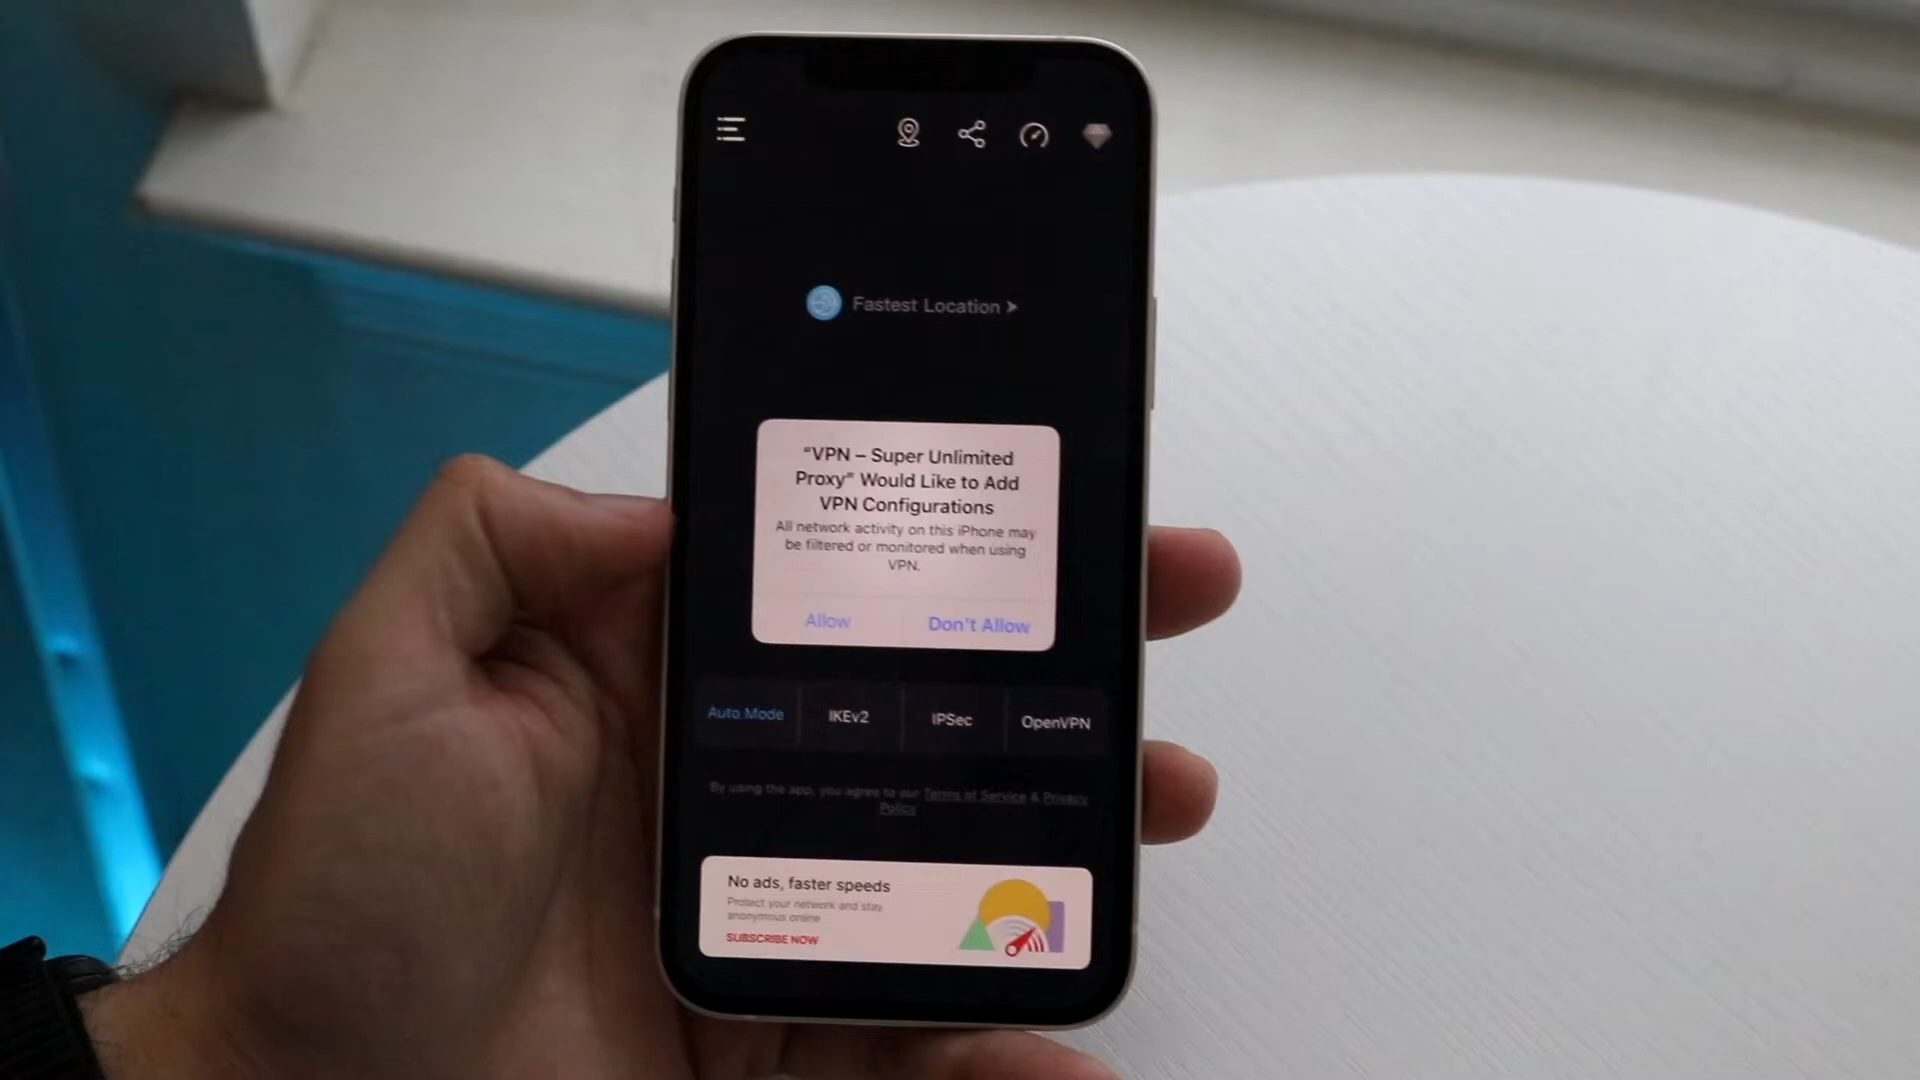 Fastest Location
“VPN – Super Unlimited
Proxy” Would Like to Add
VPN Configurations
All network activity on this iPhone may
be filtered or monitored when using
VPN.
Allow
Don't Allow
Auto Mode
IKEv2
IPSec
OpenVPN
By using the app, you agree to our Terms of Service & Privacy
Policy
No ads, faster speeds
Protect your network and stay
anonymous online
SUBSCRIBE NOW